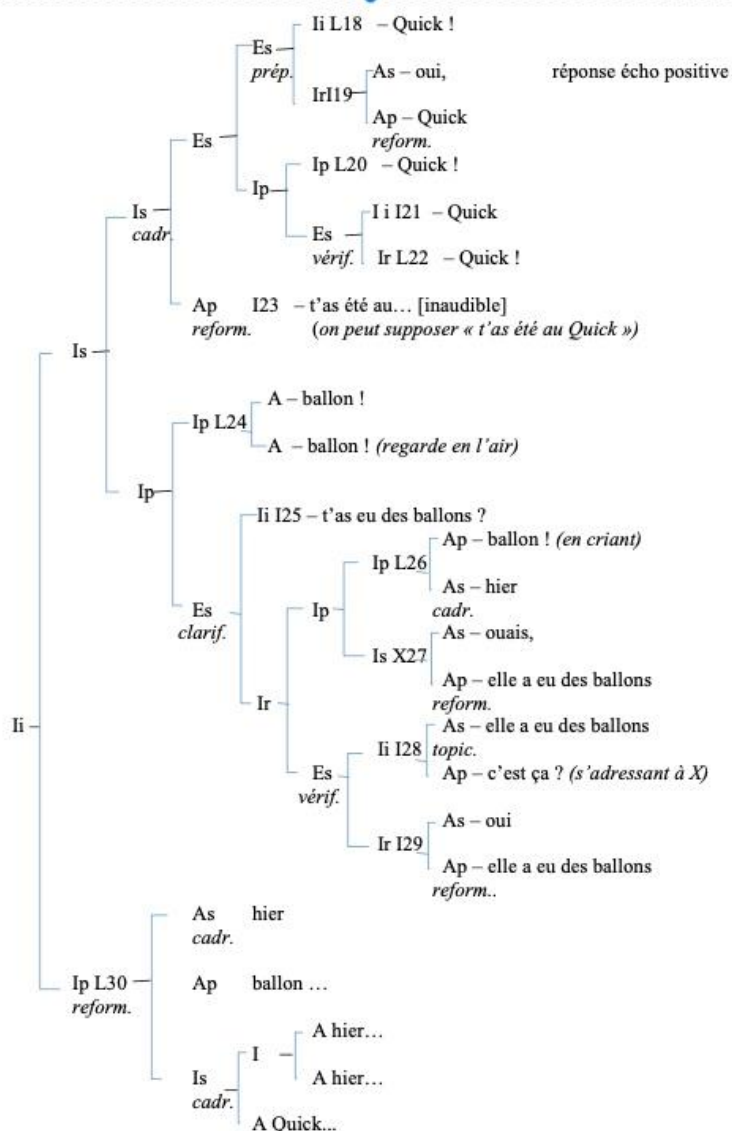 Ii L18 – Quick !
Es
prép.
As – oui, réponse écho positive
IrI19
Ap – Quick
reform.
Es
Ip L20 – Quick !
Ip
I i I21 – Quick
Is
cadr.
Es
vérif. Ir L22 – Quick !
Ap I23 – t'as été au… [inaudible]
reform. (on peut supposer « t'as été au Quick »)
Is
A – ballon !
Ip L24
A – ballon ! (regarde en l'air)
Ip
Ii I25 – t'as eu des ballons ?
Ap – ballon ! (en criant)
Ip L26
As – hier
cadr.
Es
clarif.
Ip
As – ouais,
Is X27
Ap – elle a eu des ballons
reform.
Ir
Ii
As – elle a eu des ballons
Ii I28 topic.
Ap – c'est ça ? (s'adressant à X)
Es
vérif.
As – oui
Ir I29
Ap – elle a eu des ballons
reform..
As hier
cadr.
Ip L30 Ap ballon …
reform.
A hier…
I
Is A hier…
cadr.
A Quick...